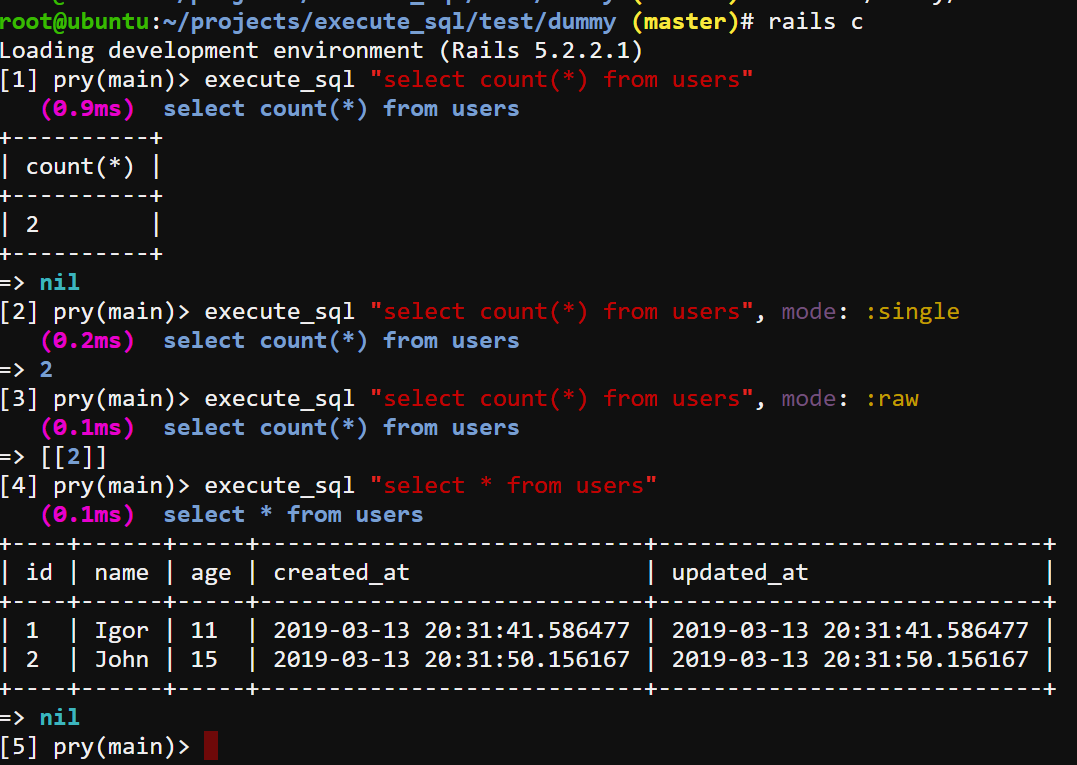 root@ubuntu:~/projects/execute_sql/test/dummy (master)# rails c
Loading development environment (Rails 5.2.2.1)
[1] pry(main)> execute_sql "select count(*) from users"
   (0.9ms)  select count(*) from users
+----------+
| count(*) |
+----------+
| 2        |
+----------+
=> nil
[2] pry(main)> execute_sql "select count(*) from users", mode: :single
   (0.2ms)  select count(*) from users
=> 2
[3] pry(main)> execute_sql "select count(*) from users", mode: :raw
   (0.1ms)  select count(*) from users
=> [[2]]
[4] pry(main)> execute_sql "select * from users"
   (0.1ms)  select * from users
+----+------+-----+----------------------------+----------------------------+
| id | name | age | created_at                 | updated_at                 |
+----+------+-----+----------------------------+----------------------------+
| 1  | Igor | 11  | 2019-03-13 20:31:41.586477 | 2019-03-13 20:31:41.586477 |
| 2  | John | 15  | 2019-03-13 20:31:50.156167 | 2019-03-13 20:31:50.156167 |
+----+------+-----+----------------------------+----------------------------+
=> nil
[5] pry(main)>